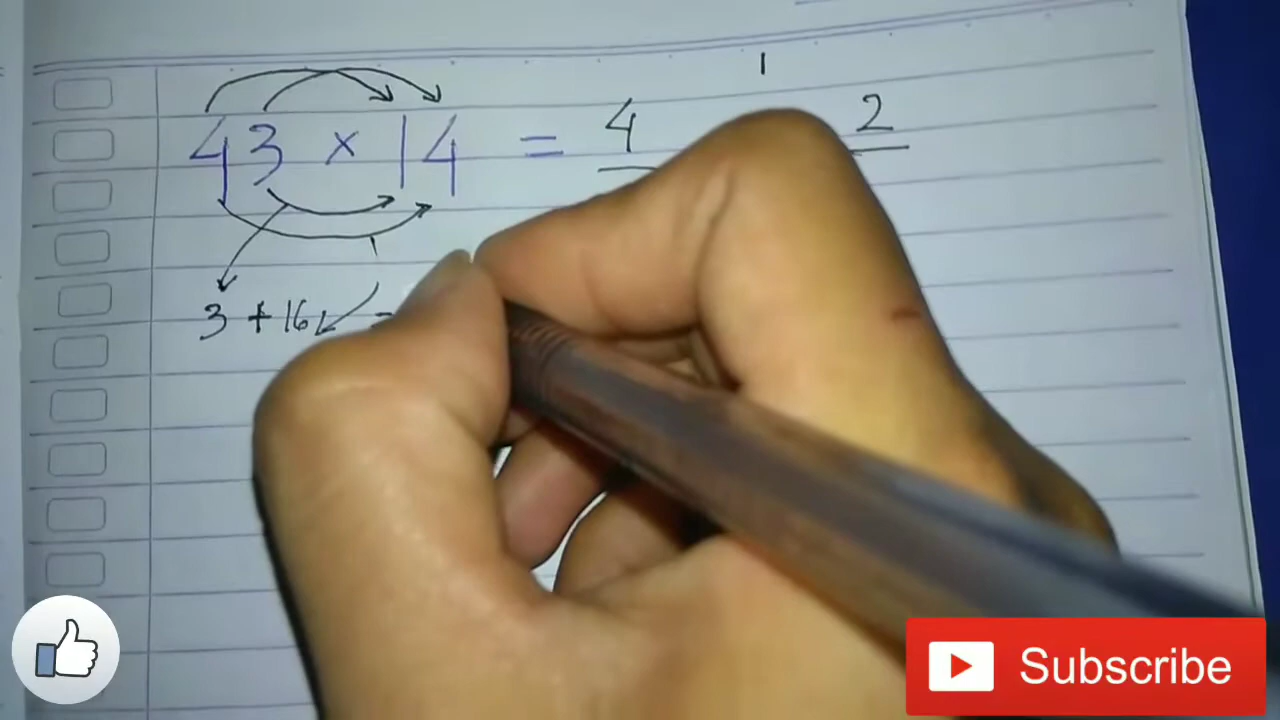 1
43 × 14 = 4 2
3 + 16 =
Subscribe